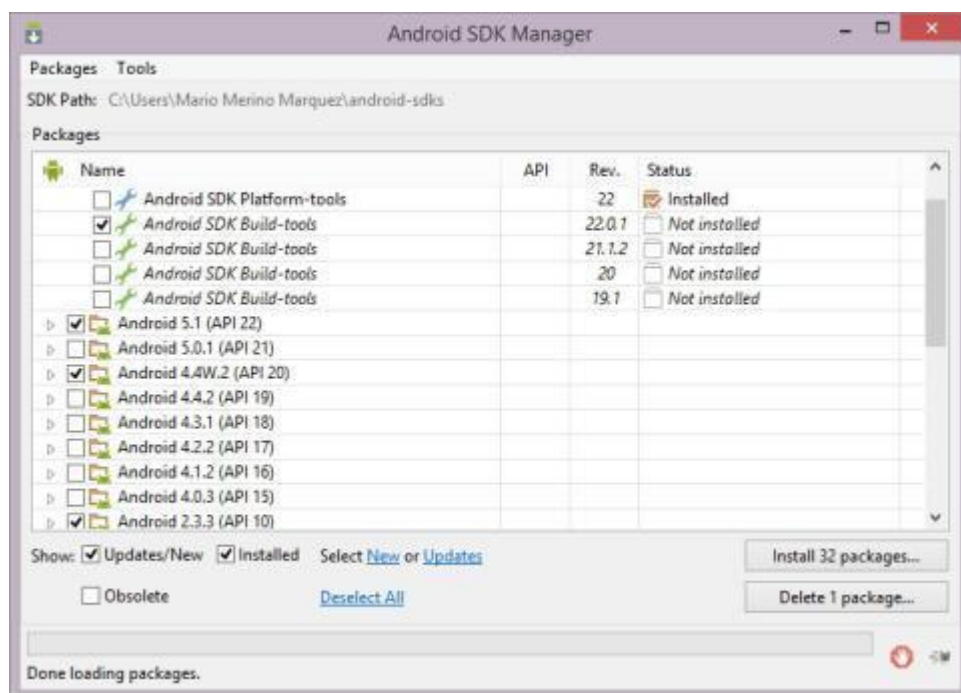 Android SDK Manager
Packages Tools
SDK Path: C:\Users\Mario Merino Marquez\android-sdks
Packages
Name API Rev. Status
Android SDK Platform-tools 22 Installed
Android SDK Build-tools 22.0.1 Not installed
Android SDK Build-tools 21.1.2 Not installed
Android SDK Build-tools 20 Not installed
Android SDK Build-tools 19.1 Not installed
Android 5.1 (API 22)
Android 5.0.1 (API 21)
Android 4.4W.2 (API 20)
Android 4.4.2 (API 19)
Android 4.3.1 (API 18)
Android 4.2.2 (API 17)
Android 4.1.2 (API 16)
Android 4.0.3 (API 15)
Android 2.3.3 (API 10)
Show: Updates/New Installed Select New or Updates Install 32 packages...
Obsolete Deselect All Delete 1 package...
Done loading packages.